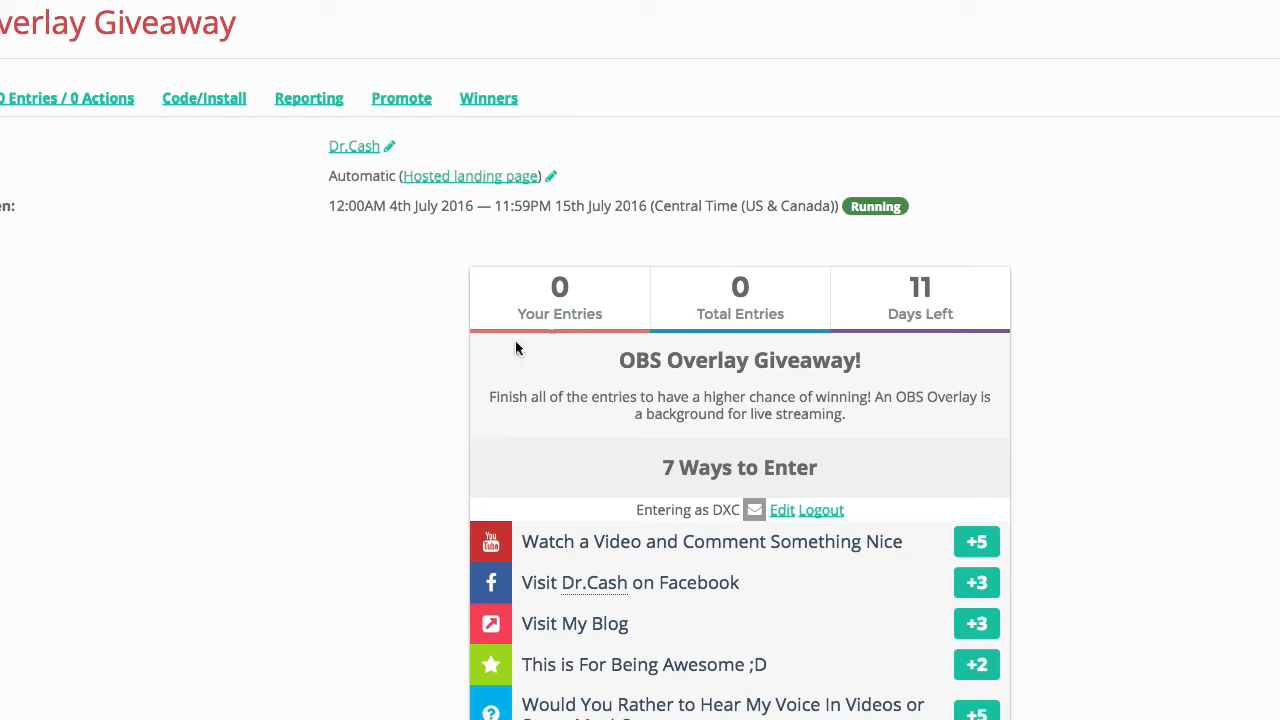 verlay Giveaway
0 Entries / 0 Actions Code/Install Reporting Promote Winners
Dr.Cash
Automatic (Hosted landing page)
en: 12:00AM 4th July 2016 — 11:59PM 15th July 2016 (Central Time (US & Canada)) Running
0 0 11
Your Entries Total Entries Days Left
OBS Overlay Giveaway!
Finish all of the entries to have a higher chance of winning! An OBS Overlay is
a background for live streaming.
7 Ways to Enter
Entering as DXC Edit Logout
You Tube Watch a Video and Comment Something Nice +5
f Visit Dr.Cash on Facebook +3
Visit My Blog +3
This is For Being Awesome ;D +2
? Would You Rather to Hear My Voice In Videos or +5